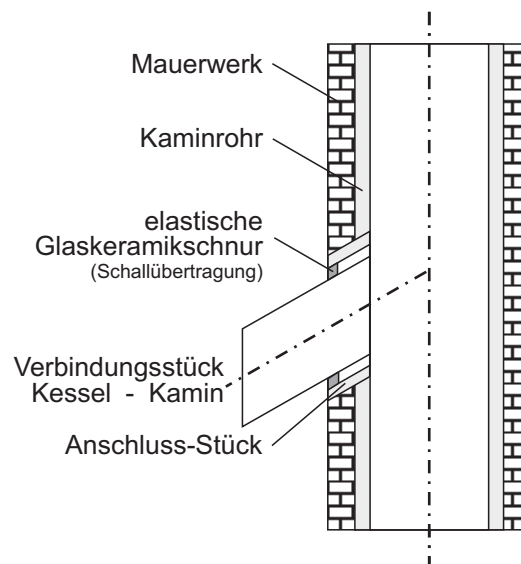 Mauerwerk
Kaminrohr
elastische
Glaskeramikschnur
(Schallübertragung)
Verbindungsstück
Kessel - Kamin
Anschluss-Stück